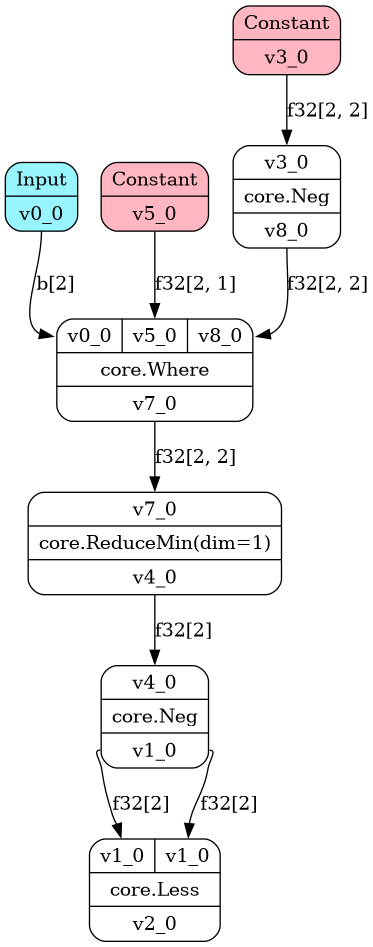 Constant
v3_0
f32[2, 2]
v3_0
core.Neg
v8_0
Input
v0_0
Constant
v5_0
b[2]
f32[2, 1]
f32[2, 2]
v0_0 v5_0 v8_0
core.Where
v7_0
f32[2, 2]
v7_0
core.ReduceMin(dim=1)
v4_0
f32[2]
v4_0
core.Neg
v1_0
f32[2] f32[2]
v1_0 v1_0
core.Less
v2_0